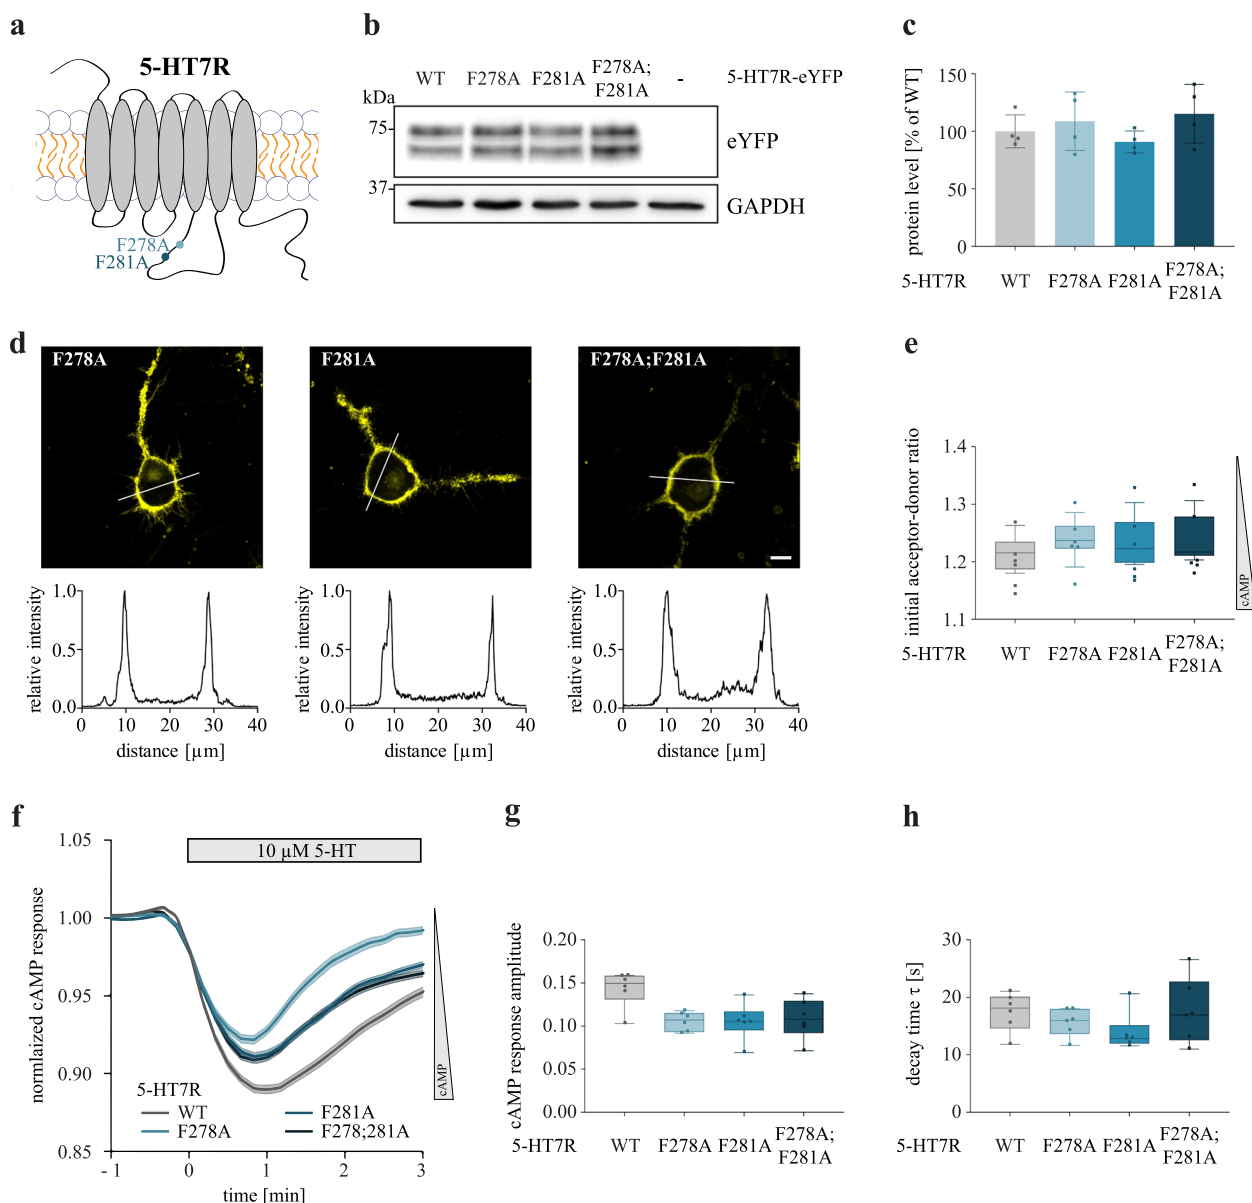 a
5-HT7R
F278A
F281A
b
WT F278A F281A F278A; F281A - 5-HT7R-eYFP
kDa
75
eYFP
37
GAPDH
c
protein level [% of WT]
150
100
50
0
5-HT7R WT F278A F281A F278A; F281A
d
F278A
F281A
F278A;F281A
relative intensity
1.0
0.5
0.0
0 10 20 30 40
distance [µm]
relative intensity
1.0
0.5
0.0
0 10 20 30 40
distance [µm]
relative intensity
1.0
0.5
0.0
0 10 20 30 40
distance [µm]
e
initial acceptor-donor ratio
1.4
1.3
1.2
1.1
cAMP
5-HT7R WT F278A F281A F278A; F281A
f
normlaized cAMP response
1.05
1.00
0.95
0.90
0.85
10 µM 5-HT
cAMP
5-HT7R
WT
F278A
F281A
F278;281A
-1 0 1 2 3
time [min]
g
cAMP response amplitude
0.20
0.15
0.10
0.05
0.00
5-HT7R WT F278A F281A F278A; F281A
h
decay time τ [s]
30
20
10
0
5-HT7R WT F278A F281A F278A; F281A